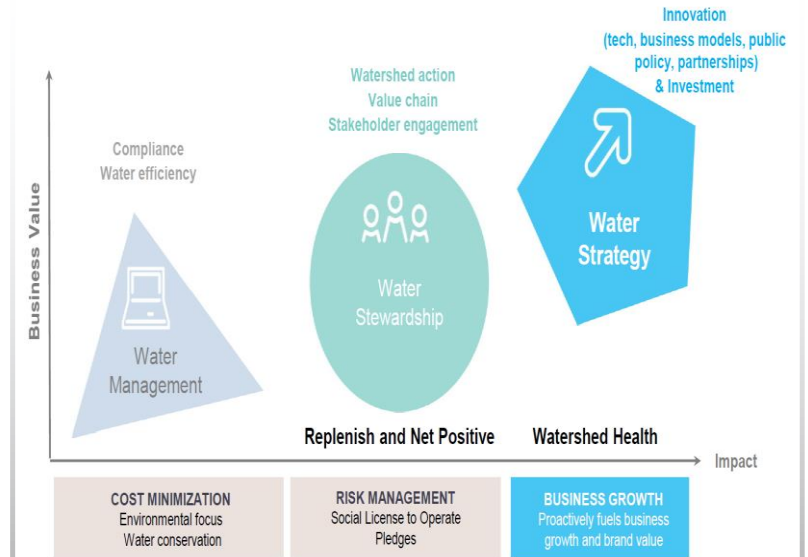 Innovation
(tech, business models, public
policy, partnerships)
& Investment
Watershed action
Value chain
Stakeholder engagement
Compliance
Water efficiency
Business Value
Water
Strategy
Water
Stewardship
Water
Management
Replenish and Net Positive
Watershed Health
Impact
COST MINIMIZATION
Environmental focus
Water conservation
RISK MANAGEMENT
Social License to Operate
Pledges
BUSINESS GROWTH
Proactively fuels business
growth and brand value